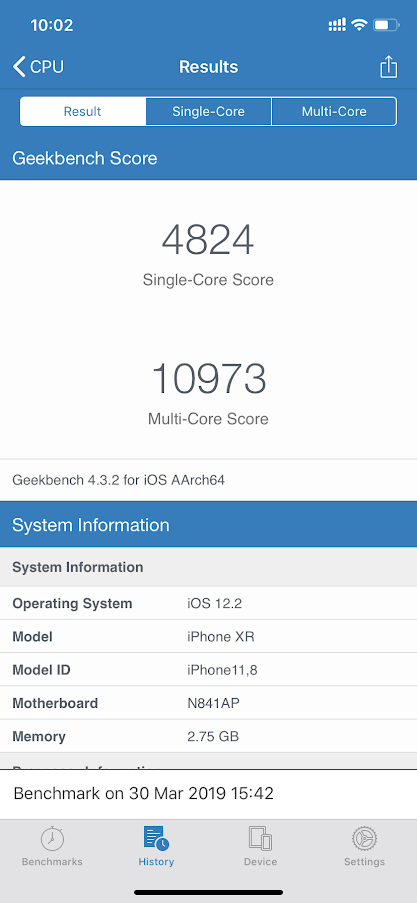 10:02
CPU
Results
Result Single-Core Multi-Core
Geekbench Score
4824
Single-Core Score
10973
Multi-Core Score
Geekbench 4.3.2 for iOS AArch64
System Information
System Information
Operating System iOS 12.2
Model iPhone XR
Model ID iPhone11,8
Motherboard N841AP
Memory 2.75 GB
Benchmark on 30 Mar 2019 15:42
Benchmarks History Device Settings